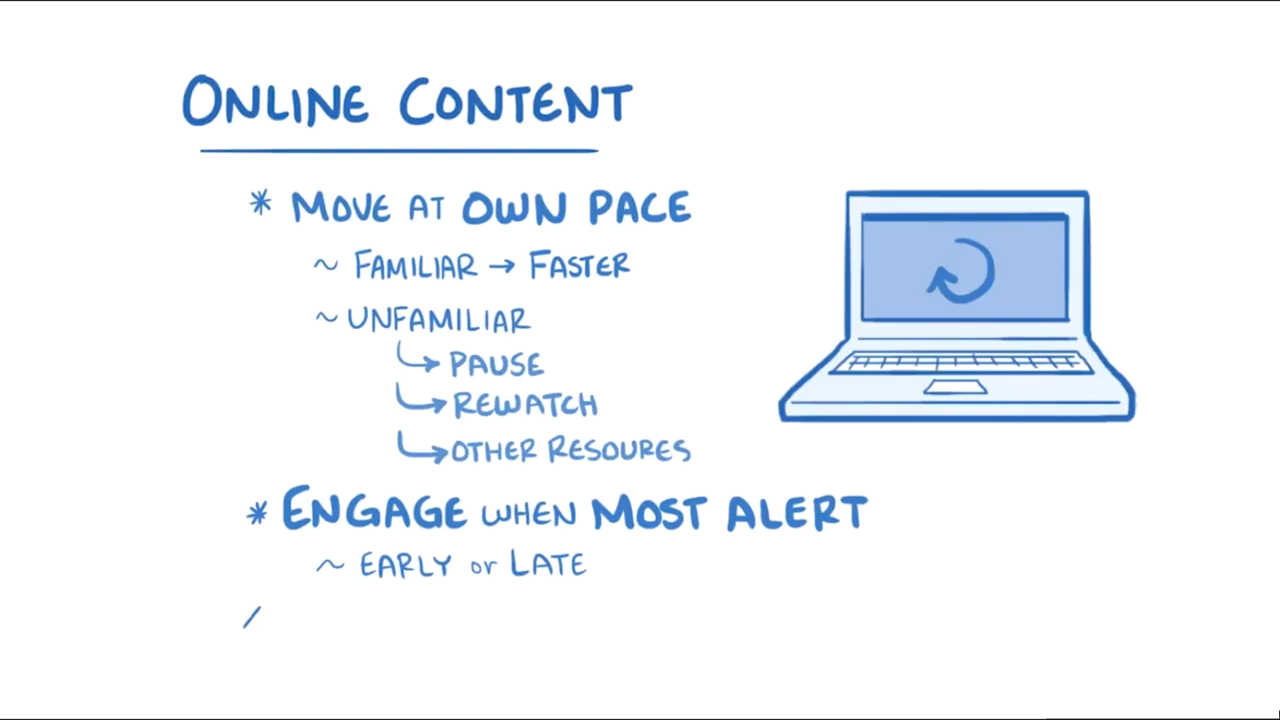 ONLINE CONTENT
* MOVE AT OWN PACE
~ FAMILIAR → FASTER
~ UNFAMILIAR
↳ PAUSE
↳ REWATCH
↳ OTHER RESOURES
* ENGAGE WHEN MOST ALERT
~ EARLY or LATE